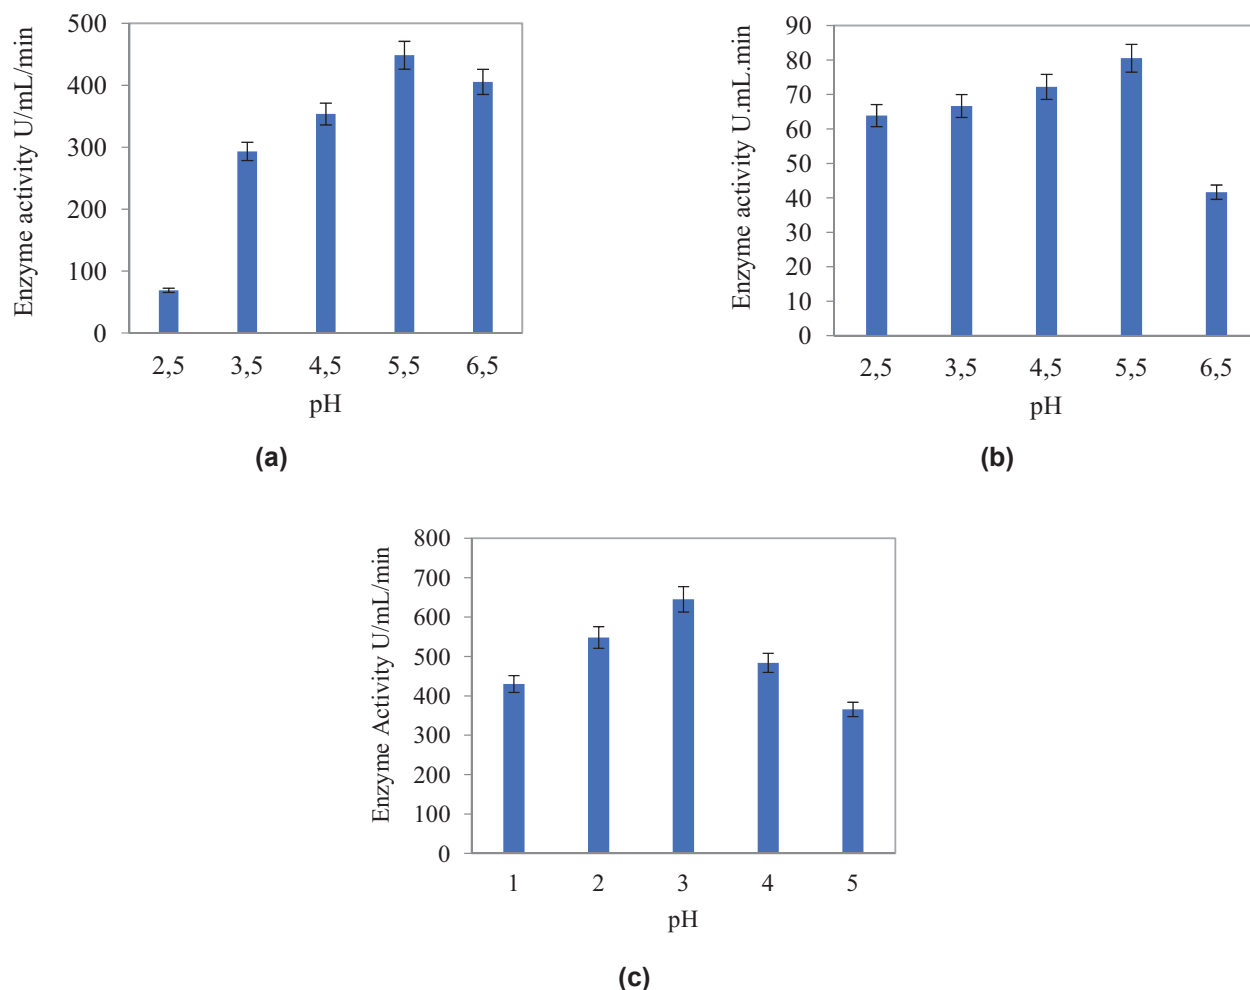 Enzyme activity U/mL/min
500
400
300
200
100
0
2,5 3,5 4,5 5,5 6,5
pH
(a)
Enzyme activity U.mL.min
90
80
70
60
50
40
30
20
10
0
2,5 3,5 4,5 5,5 6,5
pH
(b)
Enzyme Activity U/mL/min
800
700
600
500
400
300
200
100
0
1 2 3 4 5
pH
(c)